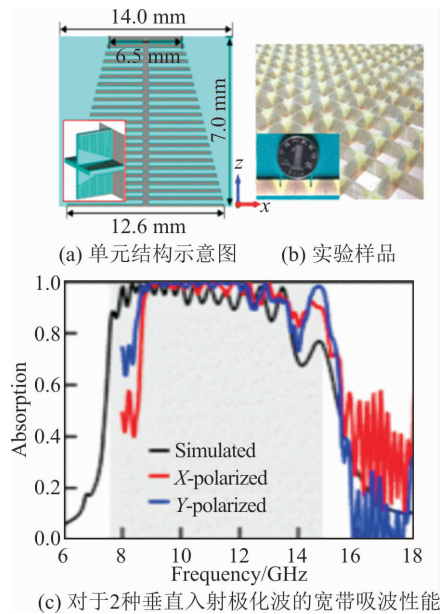 14.0 mm
6.5 mm
7.0 mm
z
x
12.6 mm
(a) 单元结构示意图
(b) 实验样品
1.0
0.8
0.6
0.4
0.2
0.0
Absorption
Simulated
X-polarized
Y-polarized
6 8 10 12 14 16 18
Frequency/GHz
(c) 对于2种垂直入射极化波的宽带吸波性能